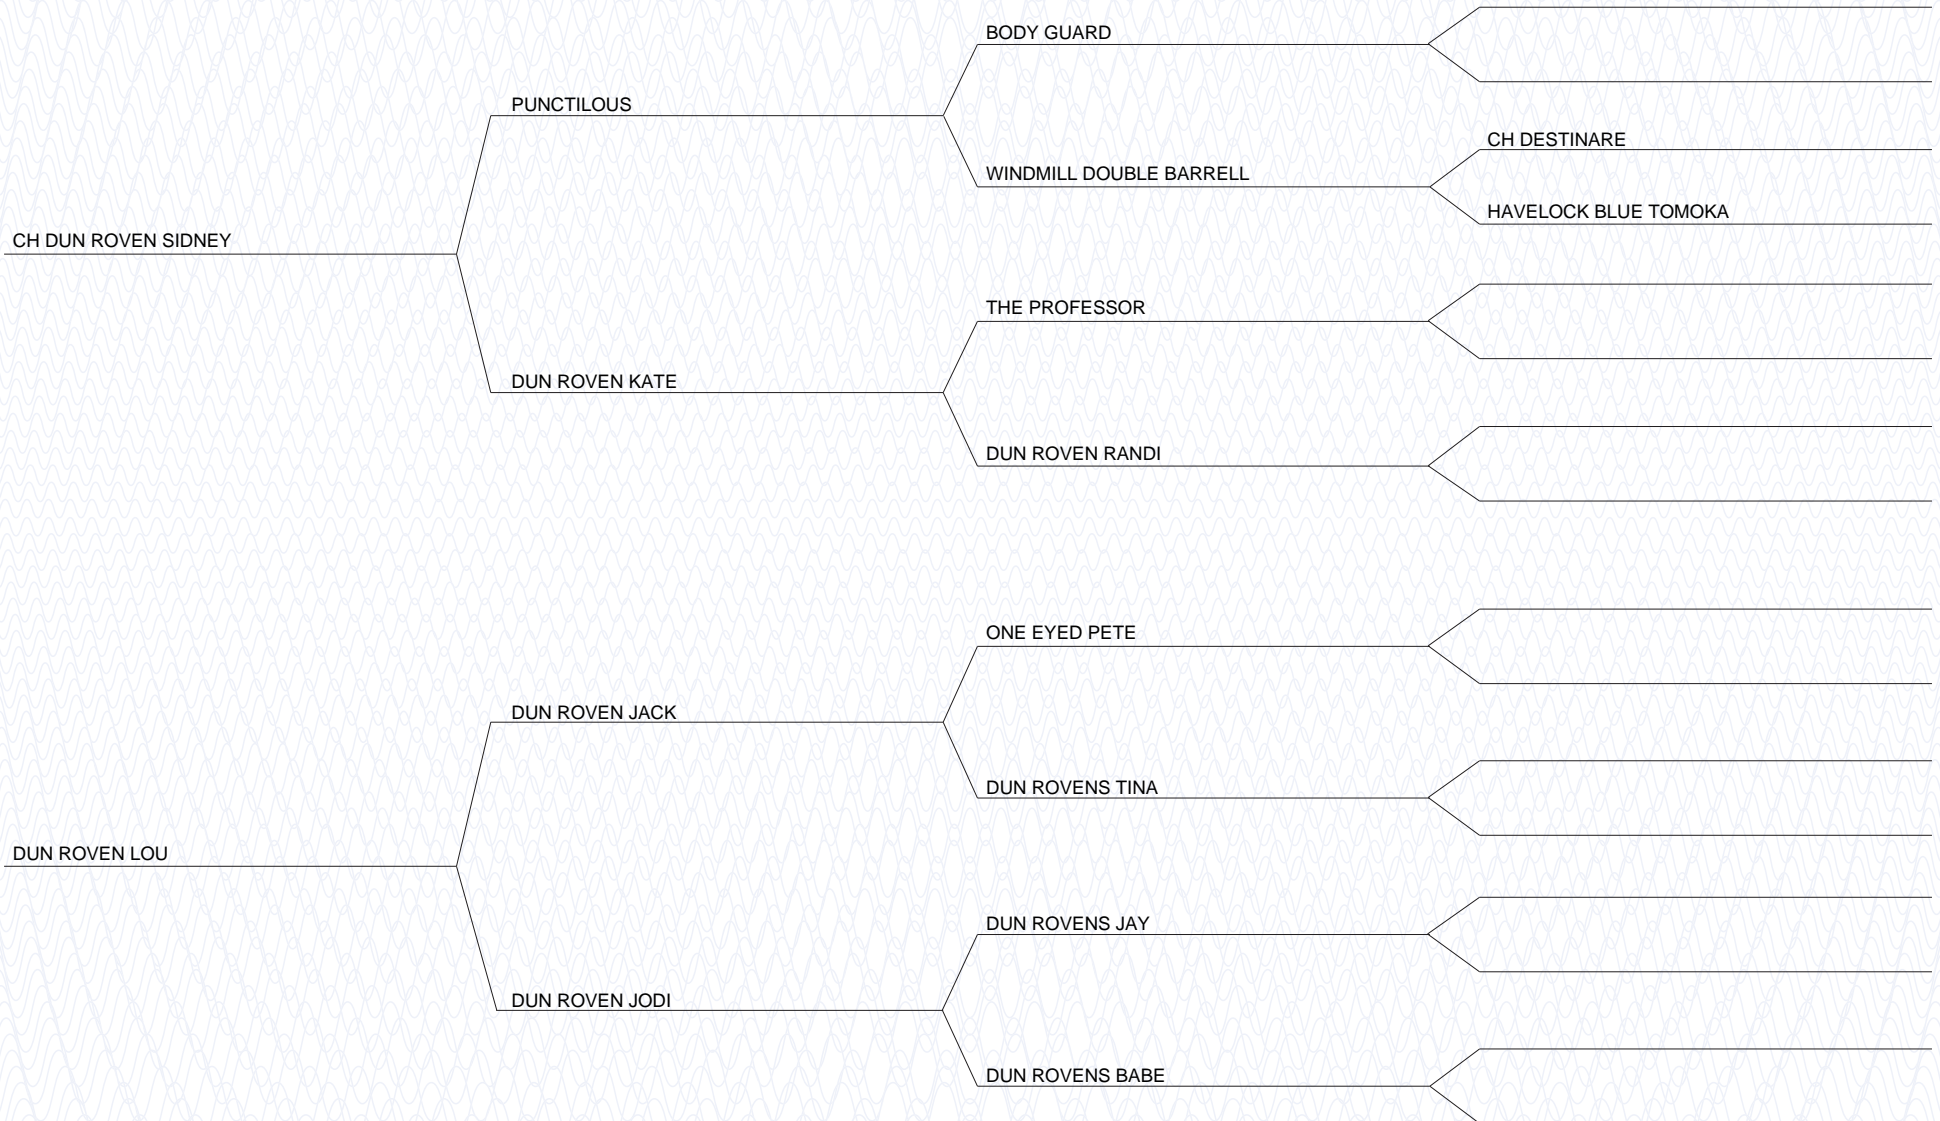 BODY GUARD
PUNCTILOUS
CH DESTINARE
WINDMILL DOUBLE BARRELL
HAVELOCK BLUE TOMOKA
CH DUN ROVEN SIDNEY
THE PROFESSOR
DUN ROVEN KATE
DUN ROVEN RANDI
ONE EYED PETE
DUN ROVEN JACK
DUN ROVENS TINA
DUN ROVEN LOU
DUN ROVENS JAY
DUN ROVEN JODI
DUN ROVENS BABE